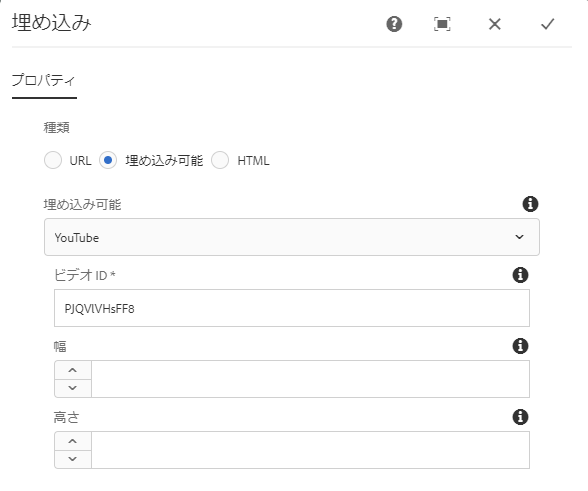 埋め込み
プロパティ
種類
URL 埋め込み可能 HTML
埋め込み可能
YouTube
ビデオ ID *
PJQVlVHsFF8
幅
高さ